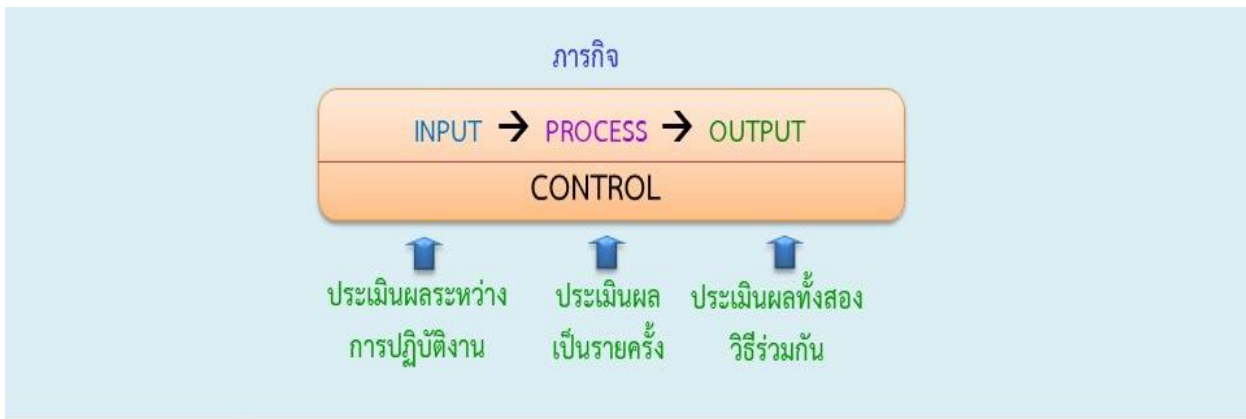 ภารกิจ
INPUT → PROCESS → OUTPUT
CONTROL
ประเมินผลระหว่าง
การปฏิบัติงาน
ประเมินผล
เป็นรายครั้ง
ประเมินผลทั้งสอง
วิธีร่วมกัน